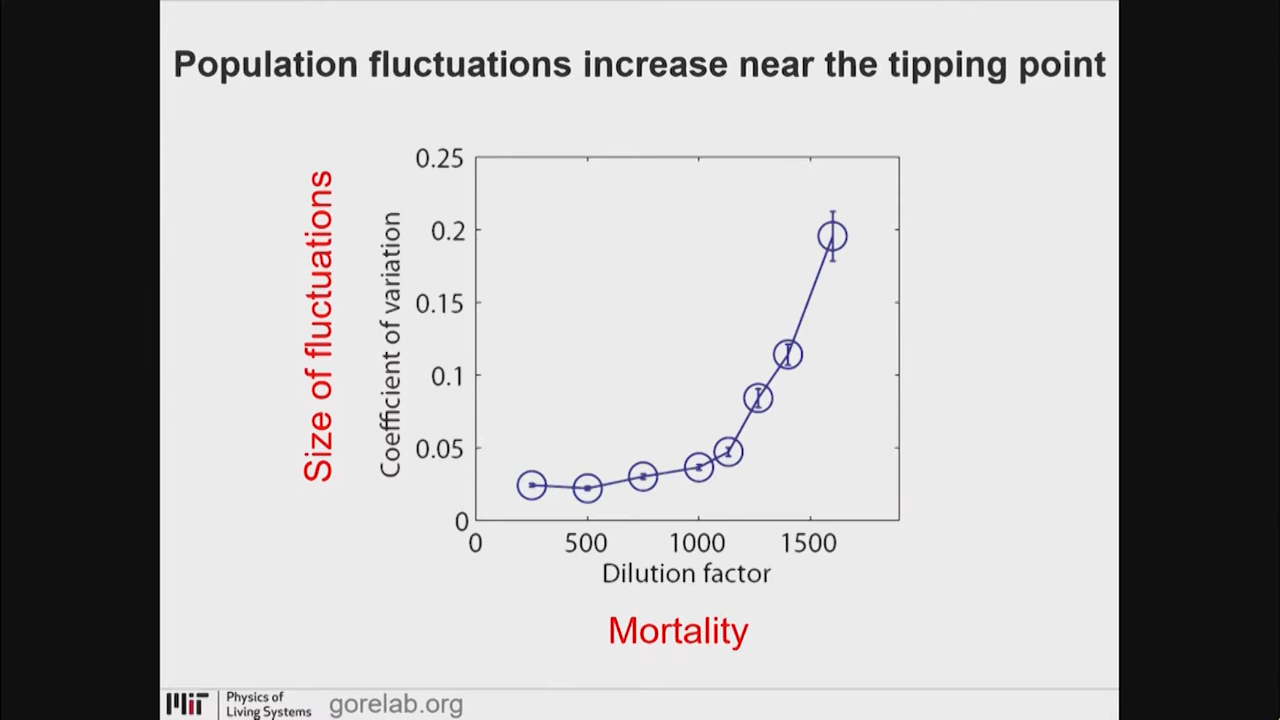 Population fluctuations increase near the tipping point
Size of fluctuations
Coefficient of variation
0.25
0.2
0.15
0.1
0.05
0
0 500 1000 1500
Dilution factor
Mortality
MIT
Physics of
Living Systems
gorelab.org